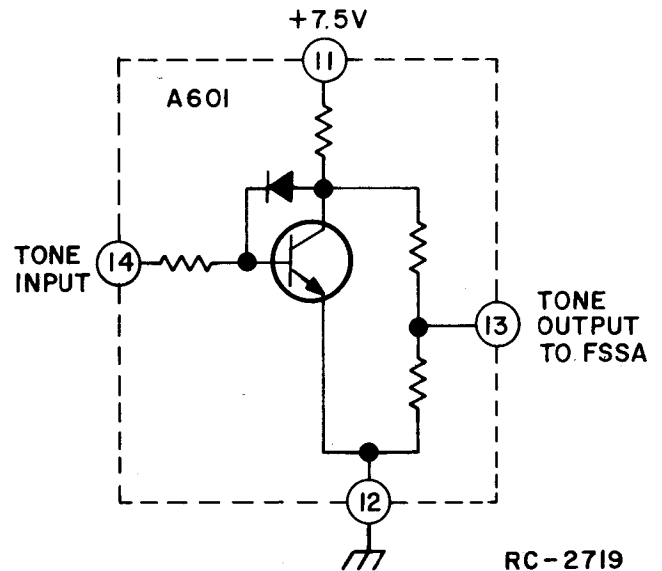 +7.5V
11
A601
TONE
INPUT
14
13
TONE
OUTPUT
TO FSSA
12
RC-2719